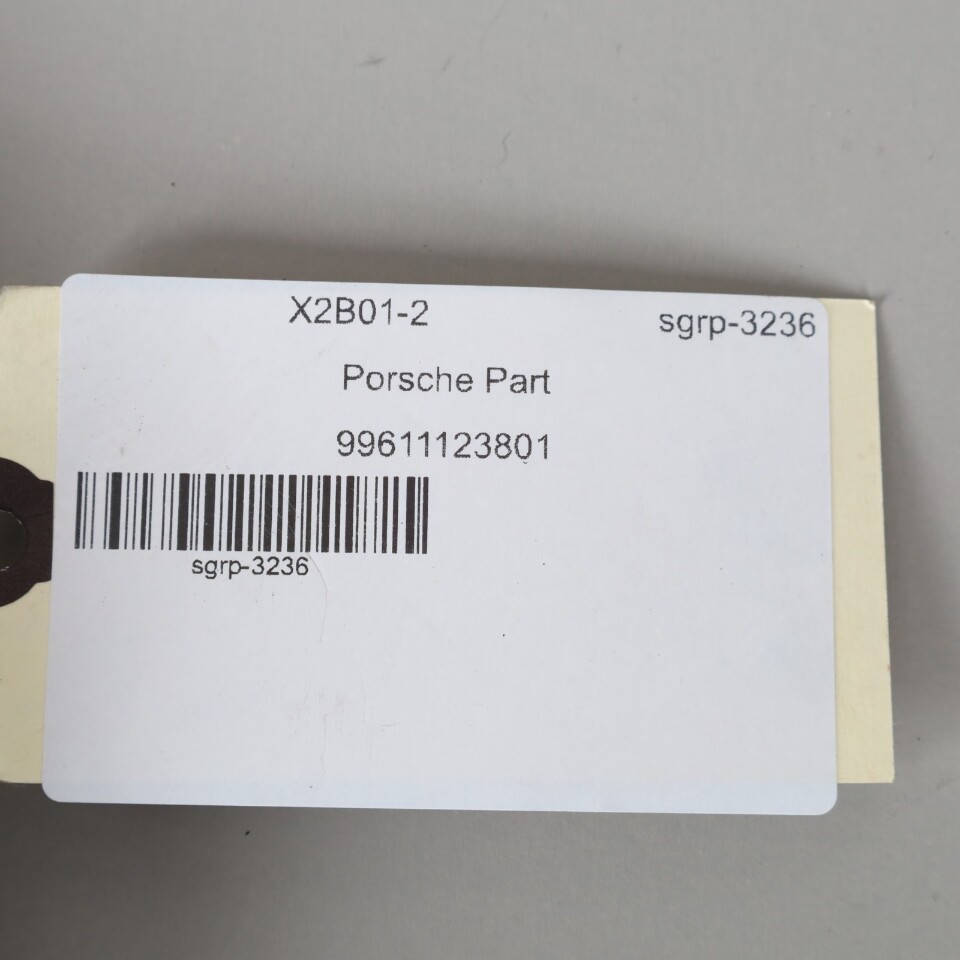 X2B01-2 sgrp-3236
Porsche Part
99611123801
sgrp-3236